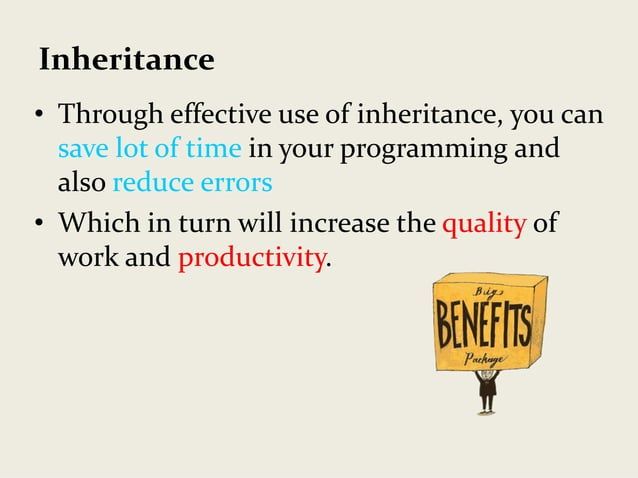 Inheritance
• Through effective use of inheritance, you can
save lot of time in your programming and
also reduce errors
• Which in turn will increase the quality of
work and productivity.
Big
BENEFITS
Package